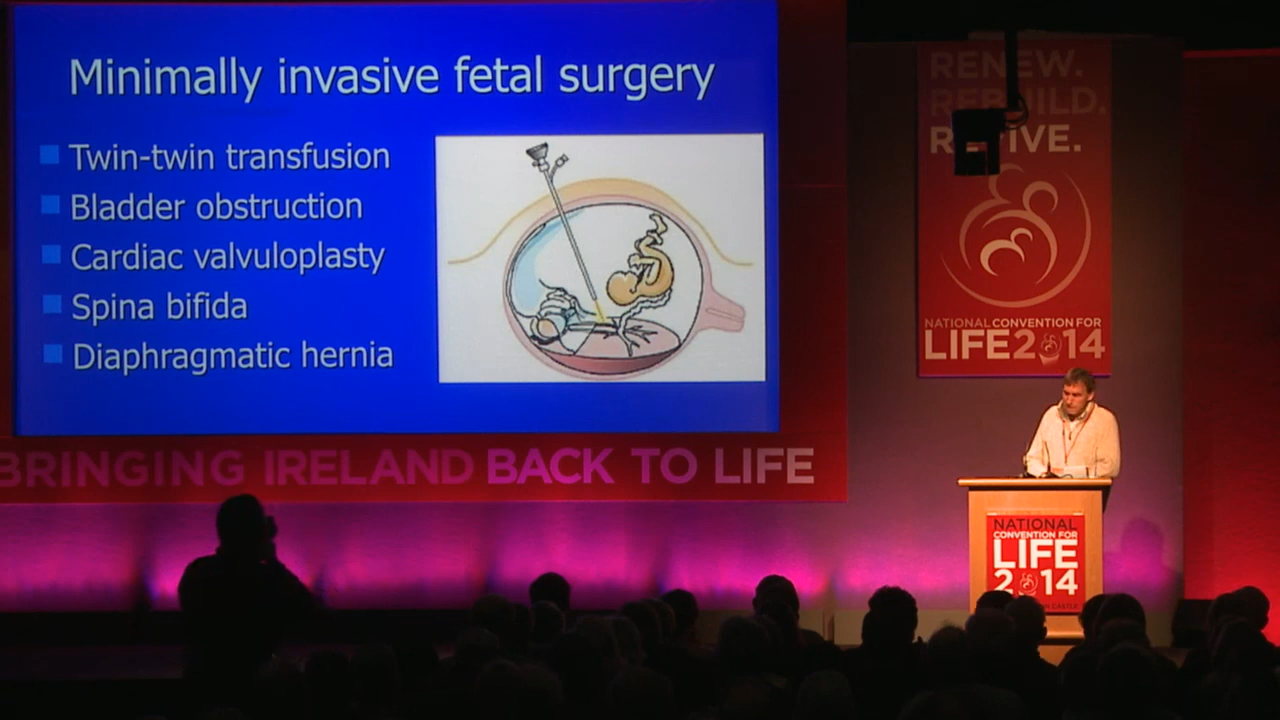 Minimally invasive fetal surgery
Twin-twin transfusion
Bladder obstruction
Cardiac valvuloplasty
Spina bifida
Diaphragmatic hernia
BRINGING IRELAND BACK TO LIFE
RENEW.
REBUILD.
NATIONAL CONVENTION FOR
LIFE2014
NATIONAL
CONVENTION FOR
LIFE
2014